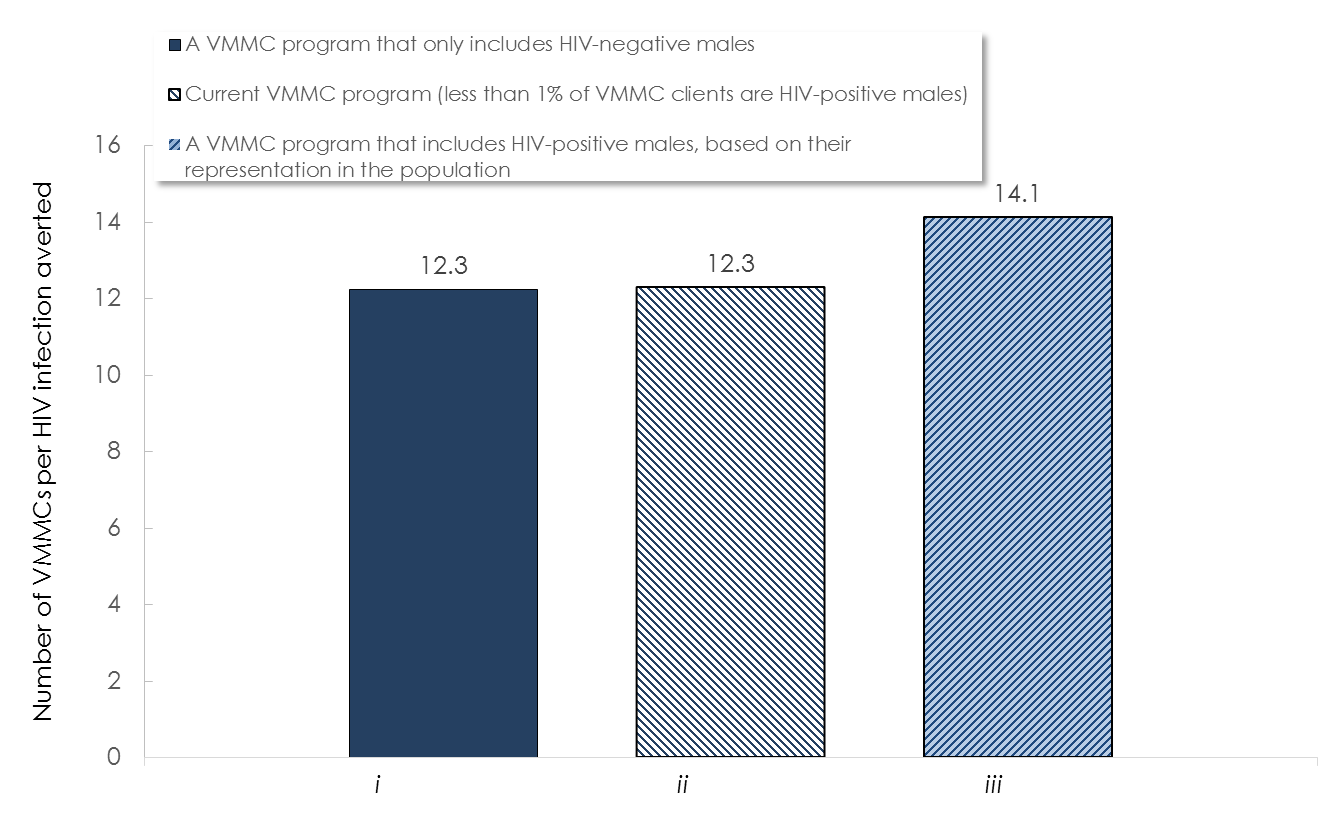 A VMMC program that only includes HIV-negative males
Current VMMC program (less than 1% of VMMC clients are HIV-positive males)
A VMMC program that includes HIV-positive males, based on their
representation in the population
Number of VMMCs per HIV infection averted
16
14
12
10
8
6
4
2
0
12.3
12.3
14.1
i
ii
iii